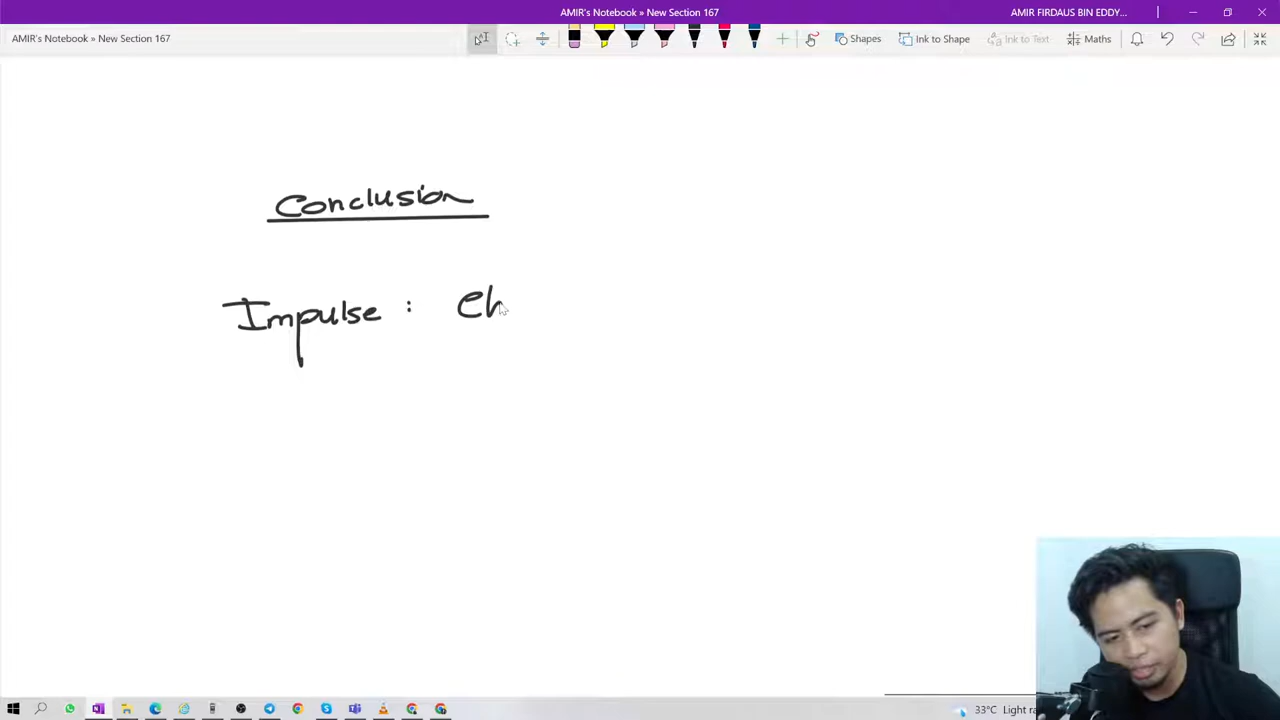 AMIR's Notebook » New Section 167
AMIR FIRDAUS BIN EDDY...
AMIR's Notebook » New Section 167
Shapes
Ink to Shape
Ink to Text
Maths
Conclusion
Impulse : Ch
33°C Light ra